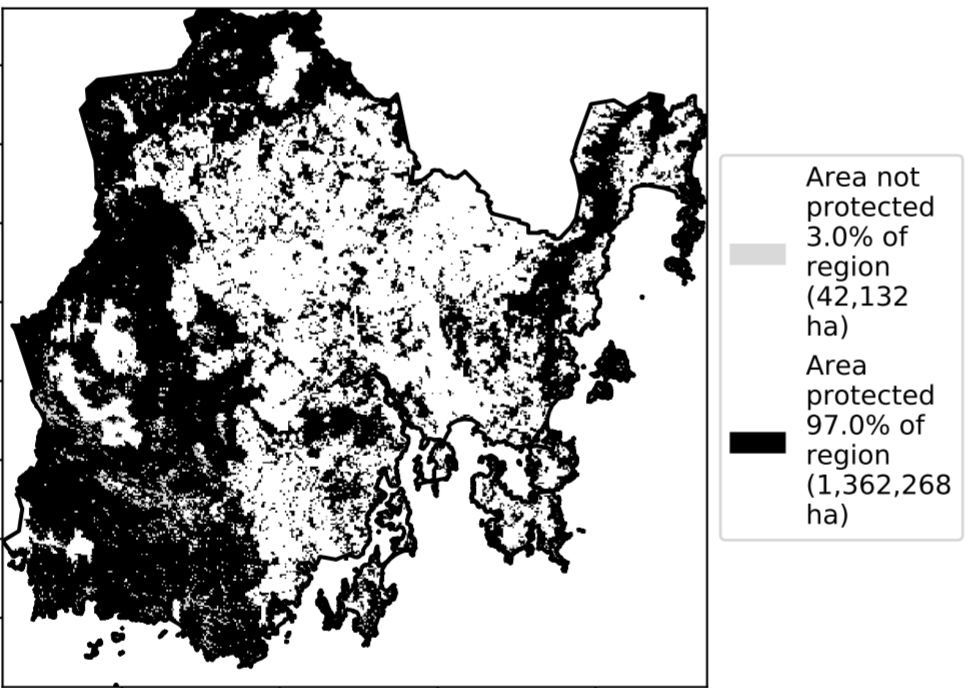 Area not
protected
3.0% of
region
(42,132
ha)
Area
protected
97.0% of
region
(1,362,268
ha)